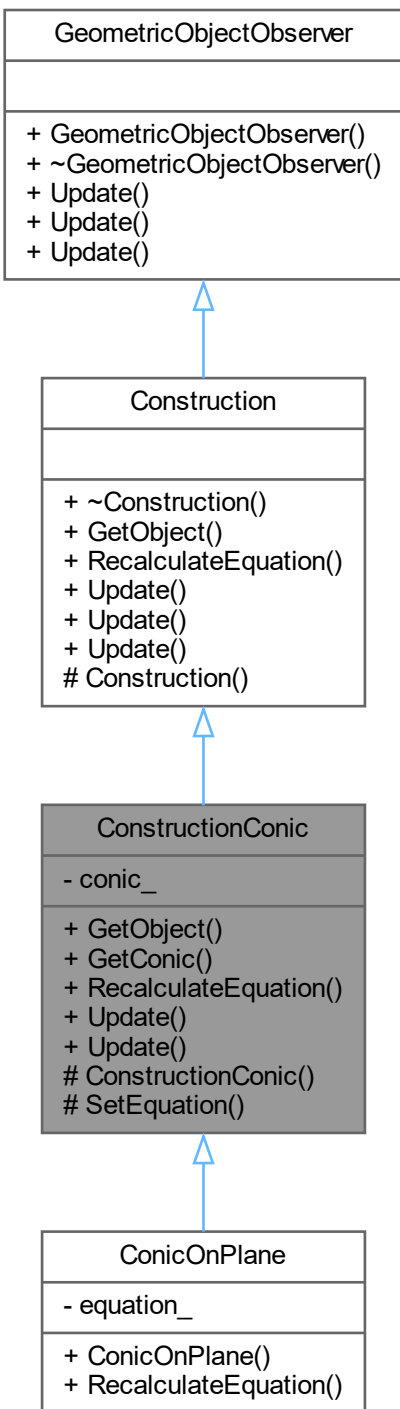 GeometricObjectObserver
+ GeometricObjectObserver()
+ ~GeometricObjectObserver()
+ Update()
+ Update()
+ Update()
Construction
+ ~Construction()
+ GetObject()
+ RecalculateEquation()
+ Update()
+ Update()
+ Update()
# Construction()
ConstructionConic
- conic_
+ GetObject()
+ GetConic()
+ RecalculateEquation()
+ Update()
+ Update()
# ConstructionConic()
# SetEquation()
ConicOnPlane
- equation_
+ ConicOnPlane()
+ RecalculateEquation()